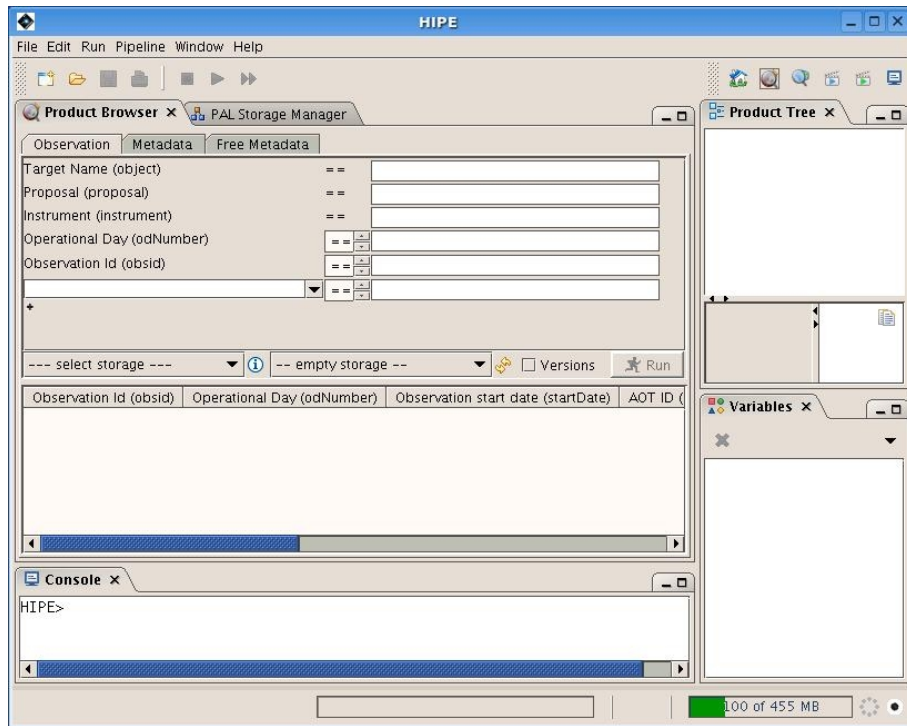 HIPE
File Edit Run Pipeline Window Help
Product Browser
PAL Storage Manager
Product Tree
Observation Metadata Free Metadata
Target Name (object) ==
Proposal (proposal) ==
Instrument (instrument) ==
Operational Day (odNumber) ==
Observation Id (obsid) ==
==
+
--- select storage --- -- empty storage -- Versions Run
Observation Id (obsid) Operational Day (odNumber) Observation start date (startDate) AOT ID (
Variables
Console
HIPE>
100 of 455 MB